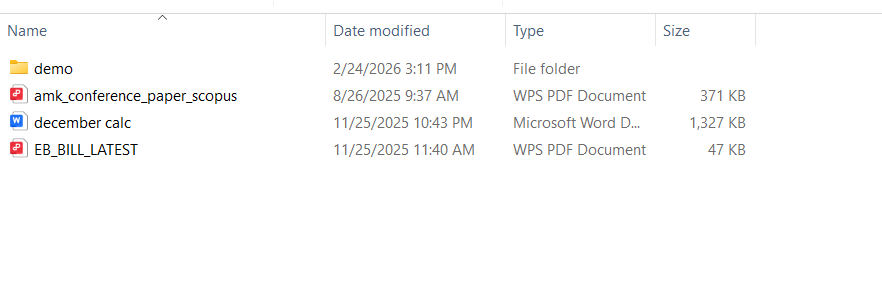 Name Date modified Type Size
demo 2/24/2026 3:11 PM File folder
amk_conference_paper_scopus 8/26/2025 9:37 AM WPS PDF Document 371 KB
december calc 11/25/2025 10:43 PM Microsoft Word D... 1,327 KB
EB_BILL_LATEST 11/25/2025 11:40 AM WPS PDF Document 47 KB